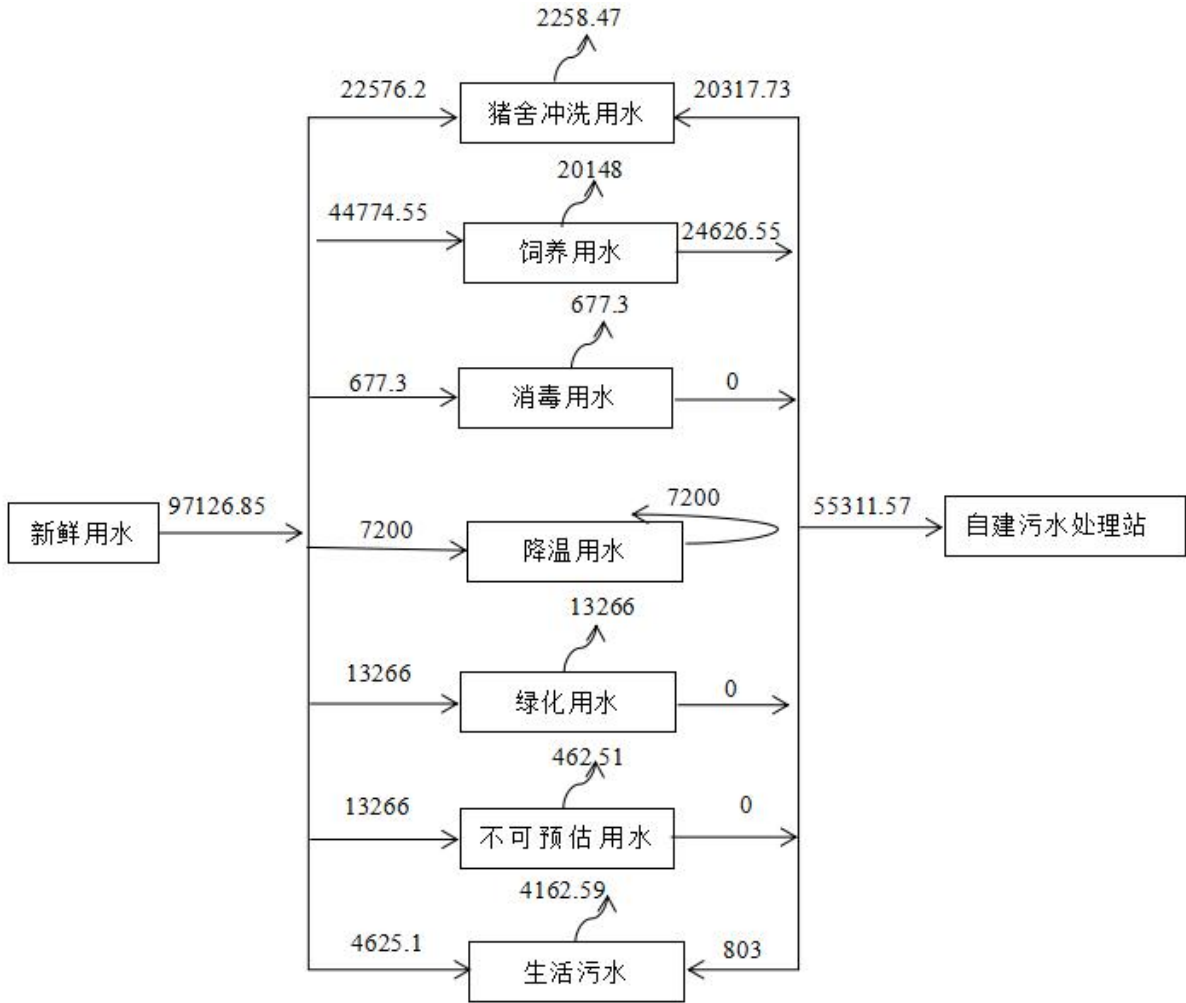 2258.47
22576.2
猪舍冲洗用水
20317.73
20148
44774.55
饲养用水
24626.55
677.3
677.3
消毒用水
0
新鲜用水
97126.85
7200
降温用水
7200
55311.57
自建污水处理站
13266
13266
绿化用水
0
462.51
13266
不可预估用水
0
4162.59
4625.1
生活污水
803